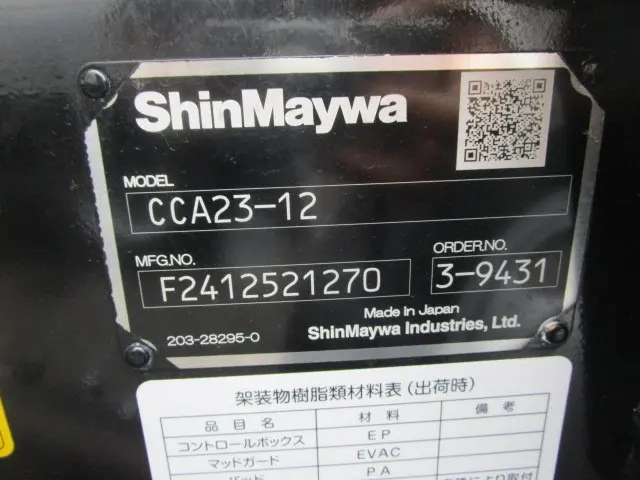 ShinMaywa
MODEL
CCA23-12
MFG.NO. ORDER.NO.
F2412521270 3-9431
Made in Japan
203-28295-0 ShinMaywa Industries, Ltd.
架装物樹脂類材料表（出荷時）
品目名 材料 備考
コントロールボックス EP
マッドガード EVAC
PA